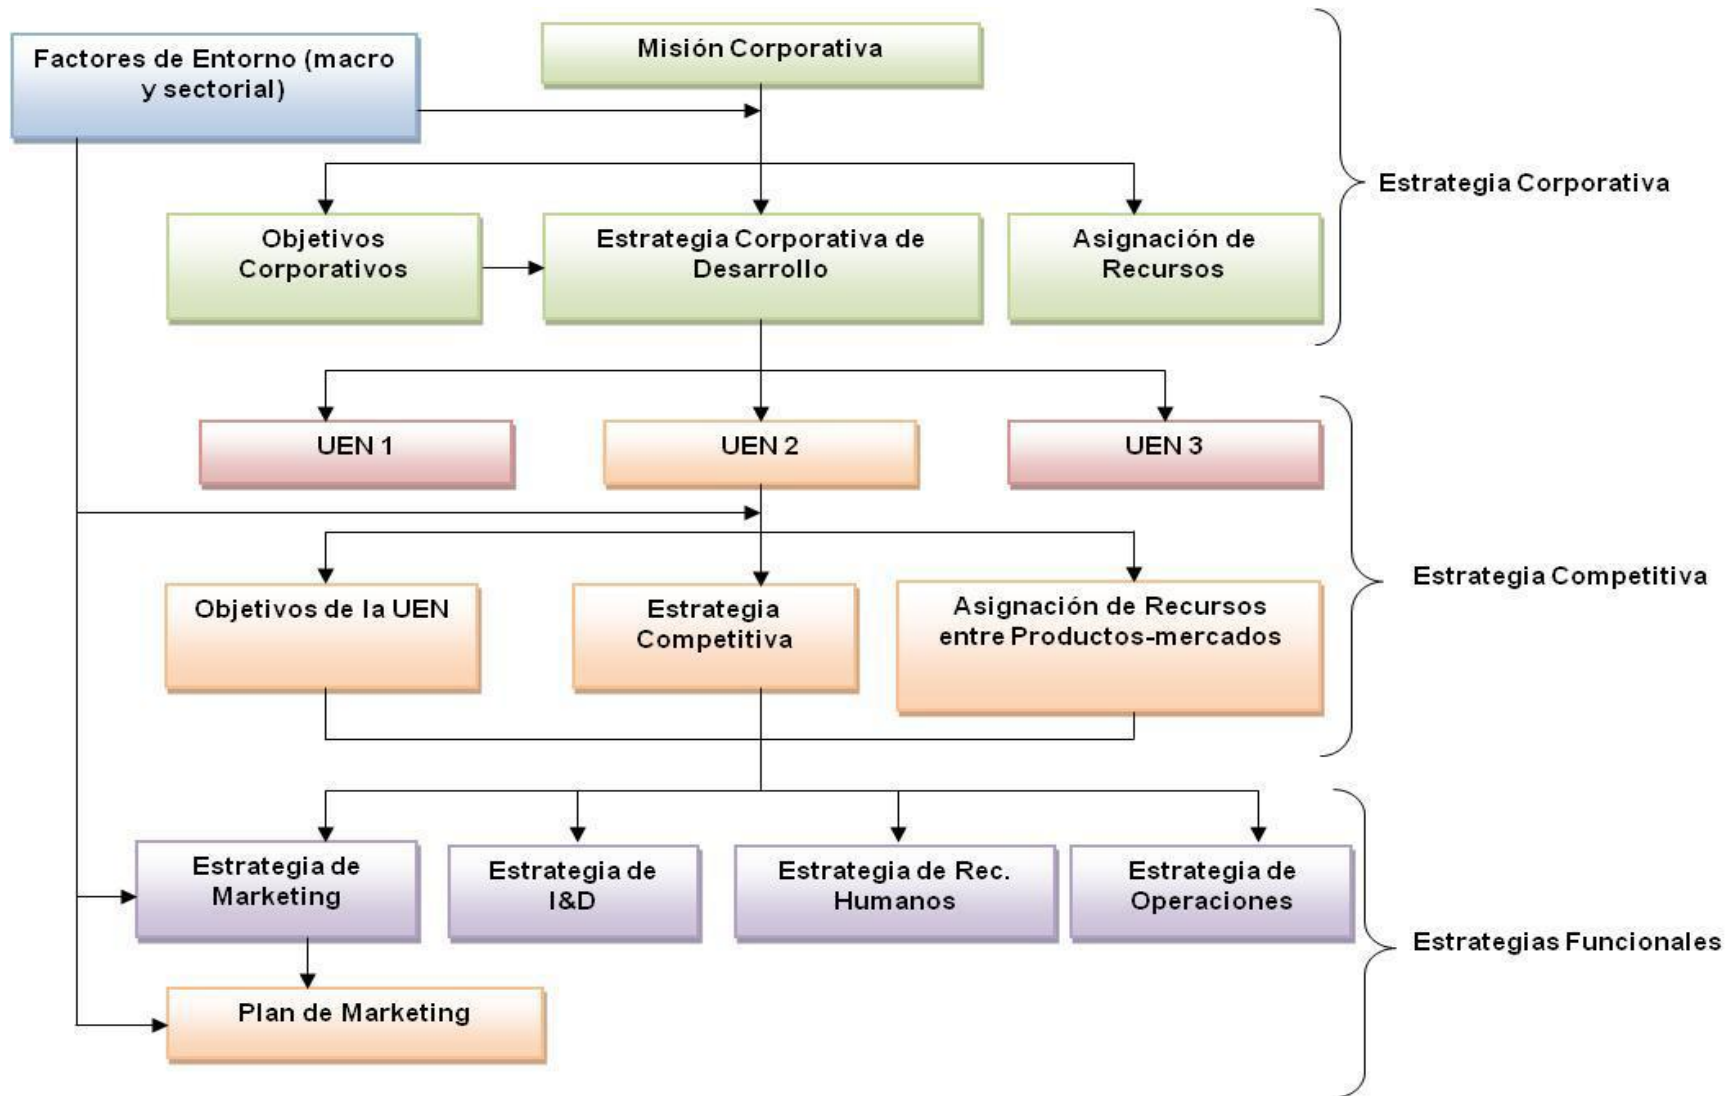 Factores de Entorno (macro
y sectorial)
Misión Corporativa
Estrategia Corporativa
Objetivos
Corporativos
Estrategia Corporativa de
Desarrollo
Asignación de
Recursos
UEN 1
UEN 2
UEN 3
Estrategia Competitiva
Objetivos de la UEN
Estrategia
Competitiva
Asignación de Recursos
entre Productos-mercados
Estrategia de
Marketing
Estrategia de
I&D
Estrategia de Rec.
Humanos
Estrategia de
Operaciones
Estrategias Funcionales
Plan de Marketing